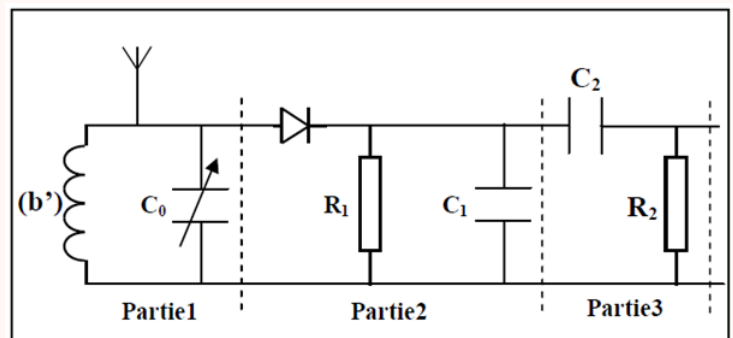 C₂
(b')
C₀
R₁
C₁
R₂
Partie1
Partie2
Partie3